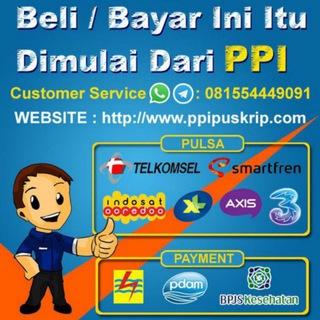 Beli / Bayar Ini Itu
Dimulai Dari PPI
Customer Service : 081554449091
WEBSITE : http://www.ppipuskrip.com
PULSA
TELKOMSEL smartfren
indosat ooredoo XL AXIS 3
PAYMENT
pdam BPJS Kesehatan